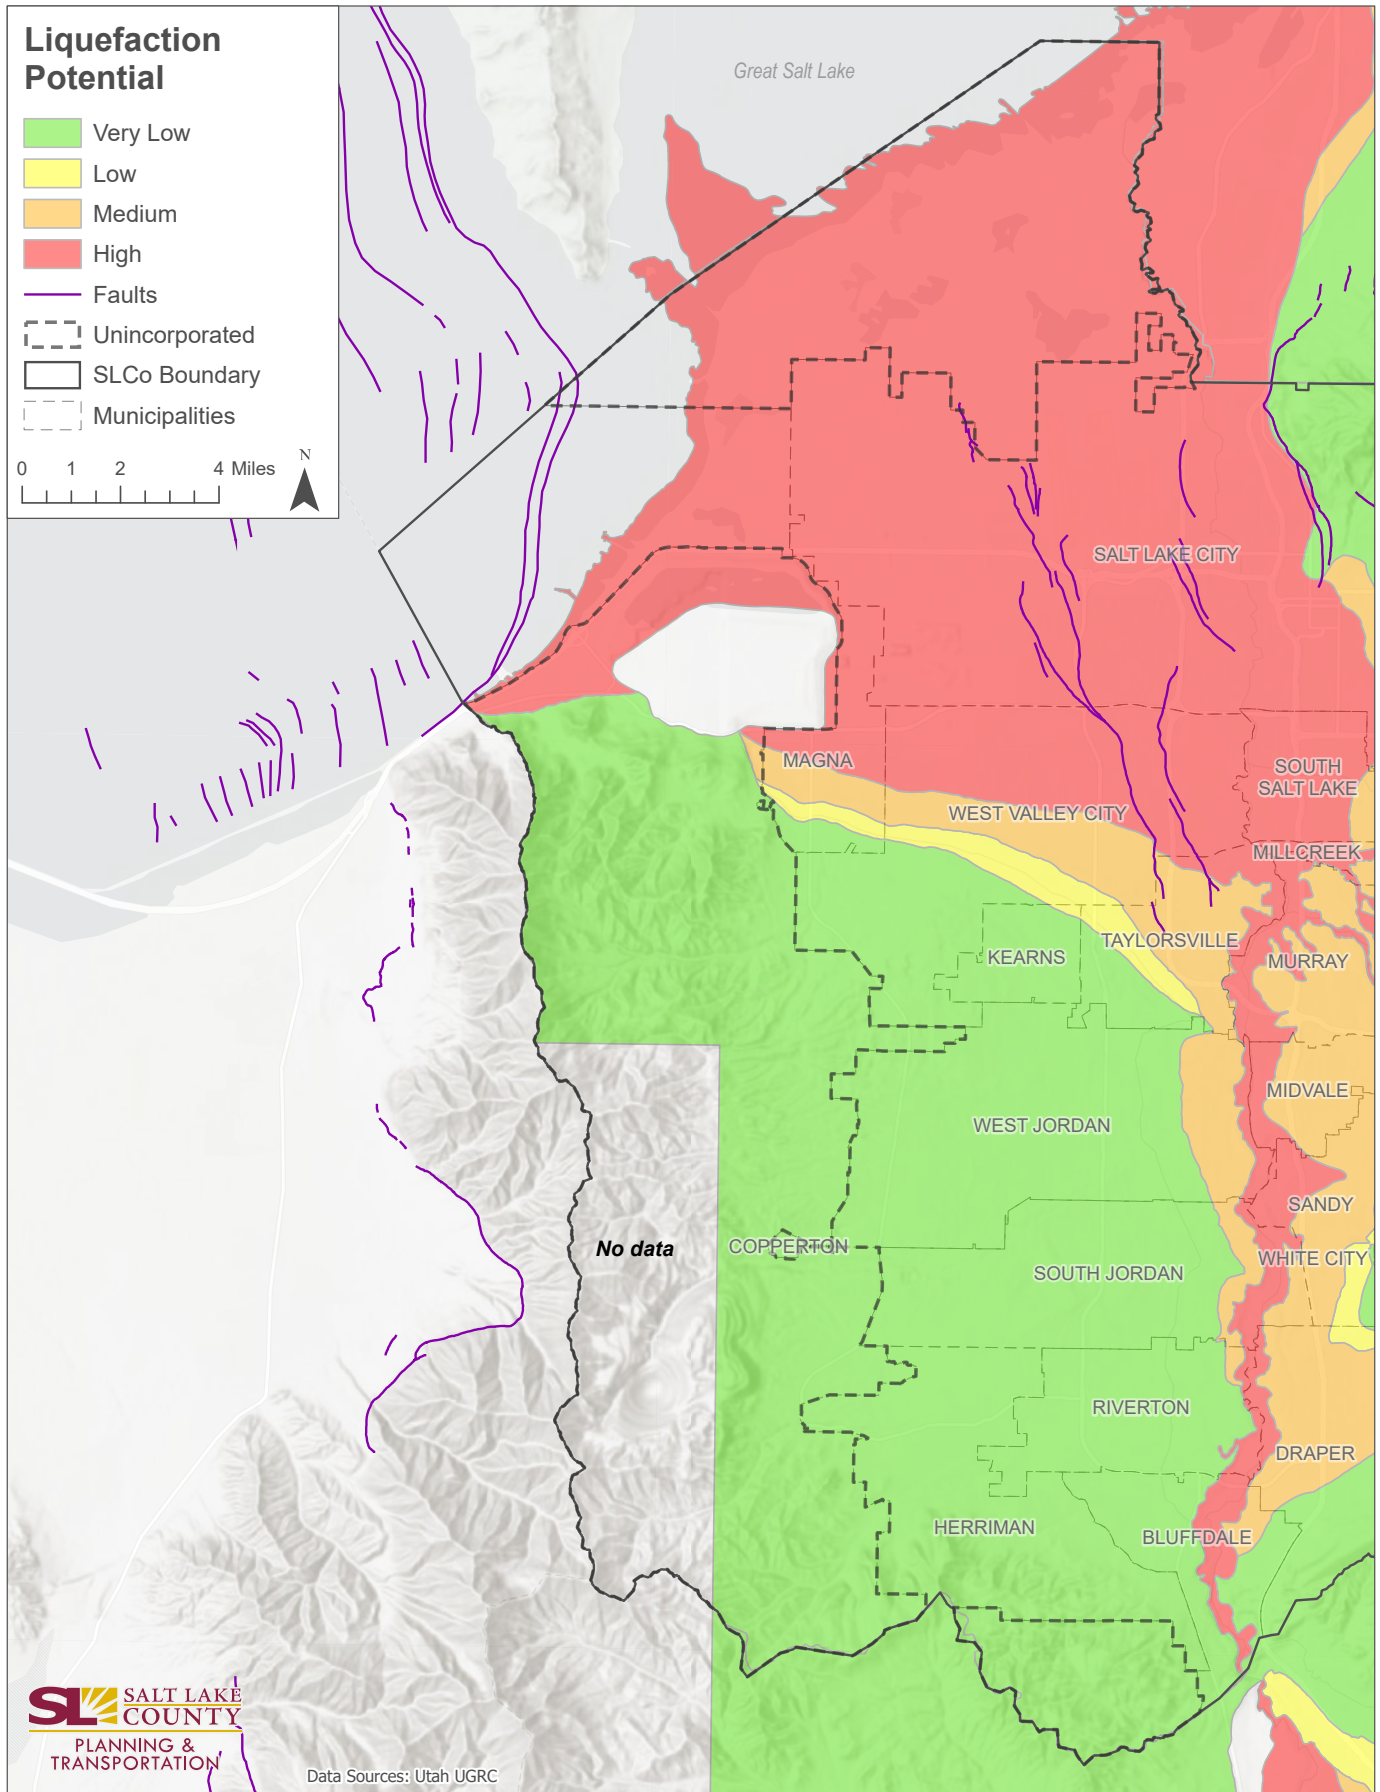 Liquefaction
Potential
Very Low
Low
Medium
High
Faults
Unincorporated
SLCo Boundary
Municipalities
0 1 2 4 Miles
N
Great Salt Lake
SALT LAKE CITY
MAGNA
SOUTH
SALT LAKE
WEST VALLEY CITY
MILLCREEK
TAYLORSVILLE
KEARNS
MURRAY
MIDVALE
WEST JORDAN
SANDY
No data
COPPERTON
WHITE CITY
SOUTH JORDAN
RIVERTON
DRAPER
HERRIMAN
BLUFFDALE
SL SALT LAKE
COUNTY
PLANNING &
TRANSPORTATION
Data Sources: Utah UGRC